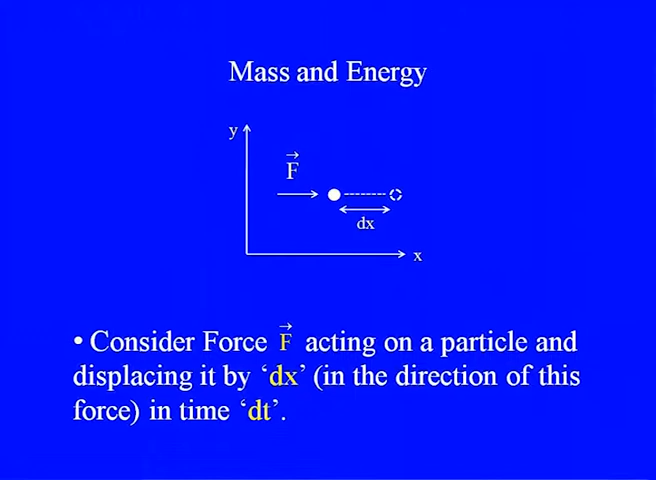 Mass and Energy
y
F⃗
dx
x
• Consider Force F⃗ acting on a particle and
displacing it by ‘dx’ (in the direction of this
force) in time ‘dt’.